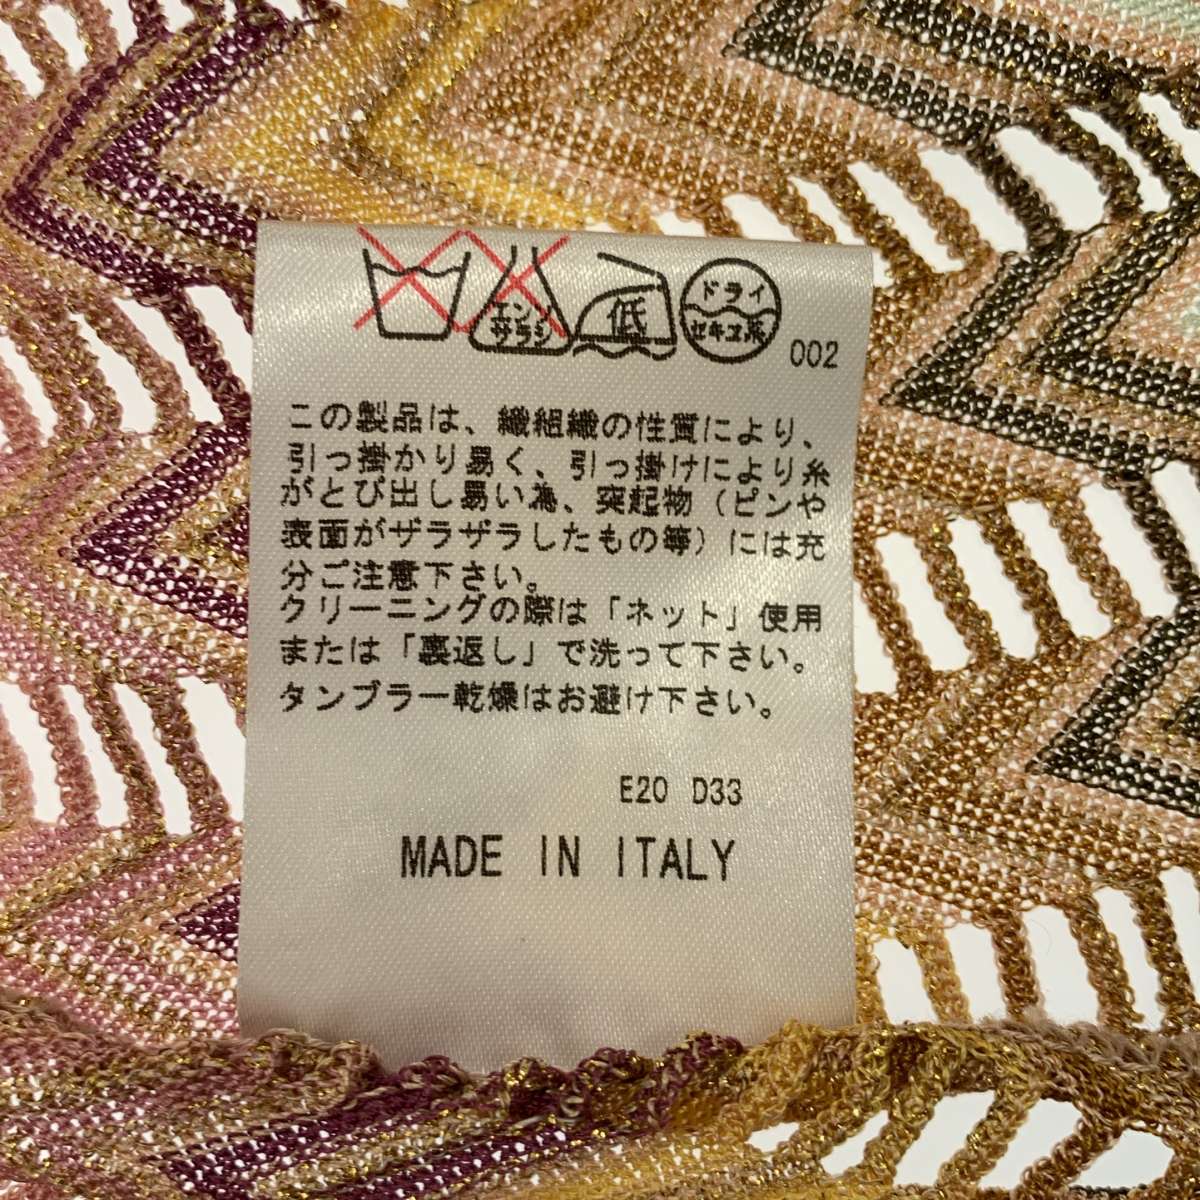 エンソ サラシ
低
ドライ セキユ系
002
この製品は、繊組織の性質により、
引っ掛かり易く、引っ掛けにより糸
がとび出し易い為、突起物（ピンや
表面がザラザラしたもの等）には充
分ご注意下さい。
クリーニングの際は「ネット」使用
または「裏返し」で洗って下さい。
タンブラー乾燥はお避け下さい。
E20 D33
MADE IN ITALY